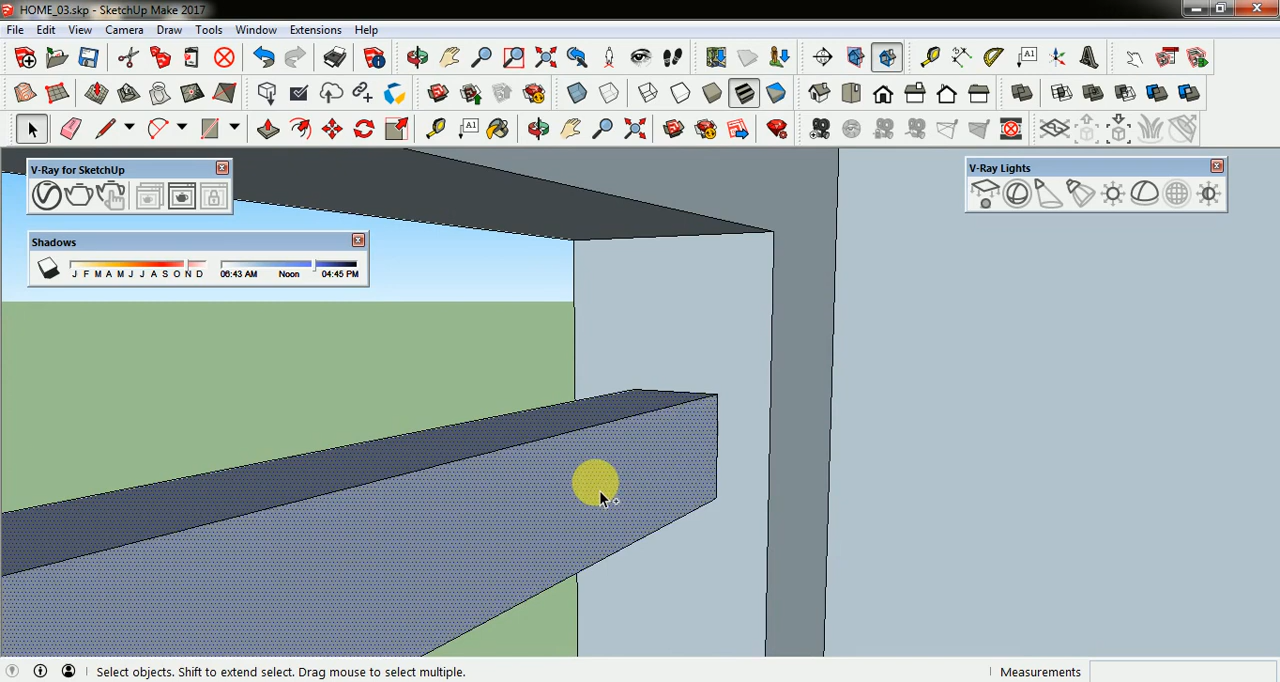 HOME_03.skp - SketchUp Make 2017
File Edit View Camera Draw Tools Window Extensions Help
A1
A1
V-Ray for SketchUp
V-Ray Lights
Shadows
J F M A M J J A S O N D 06:43 AM Noon 04:45 PM
Select objects. Shift to extend select. Drag mouse to select multiple. Measurements